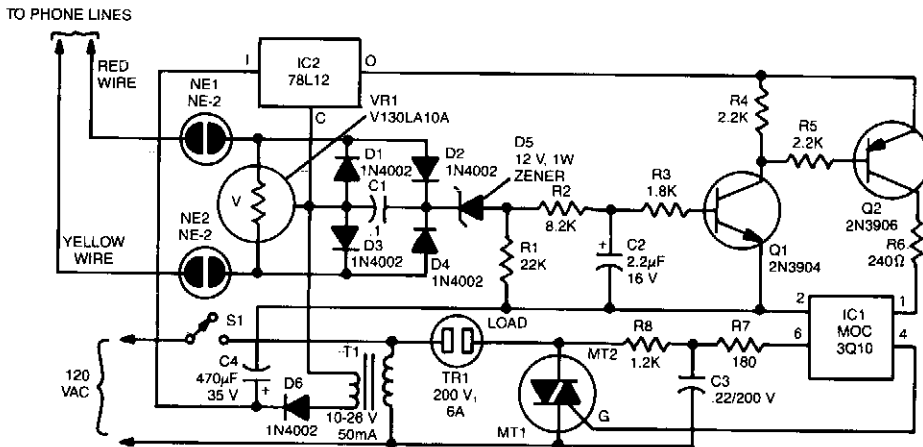 TO PHONE LINES
RED
WIRE
NE1
NE-2
I
IC2
78L12
O
C
VR1
V130LA10A
D1
1N4002
D2
1N4002
C1
.1
D5
12 V, 1W
ZENER
R4
2.2K
R5
2.2K
Q2
2N3906
V
NE2
NE-2
YELLOW
WIRE
D3
1N4002
D4
1N4002
R1
22K
R2
8.2K
R3
1.8K
+
C2
2.2µF
16 V
Q1
2N3904
R6
240Ω
S1
LOAD
2
IC1
MOC
3Q10
1
6
4
120
VAC
C4
470µF
35 V
+
D6
1N4002
T1
10-26 V
50mA
TR1
200 V,
6A
MT2
R8
1.2K
R7
180
C3
.22/200 V
G
MT1